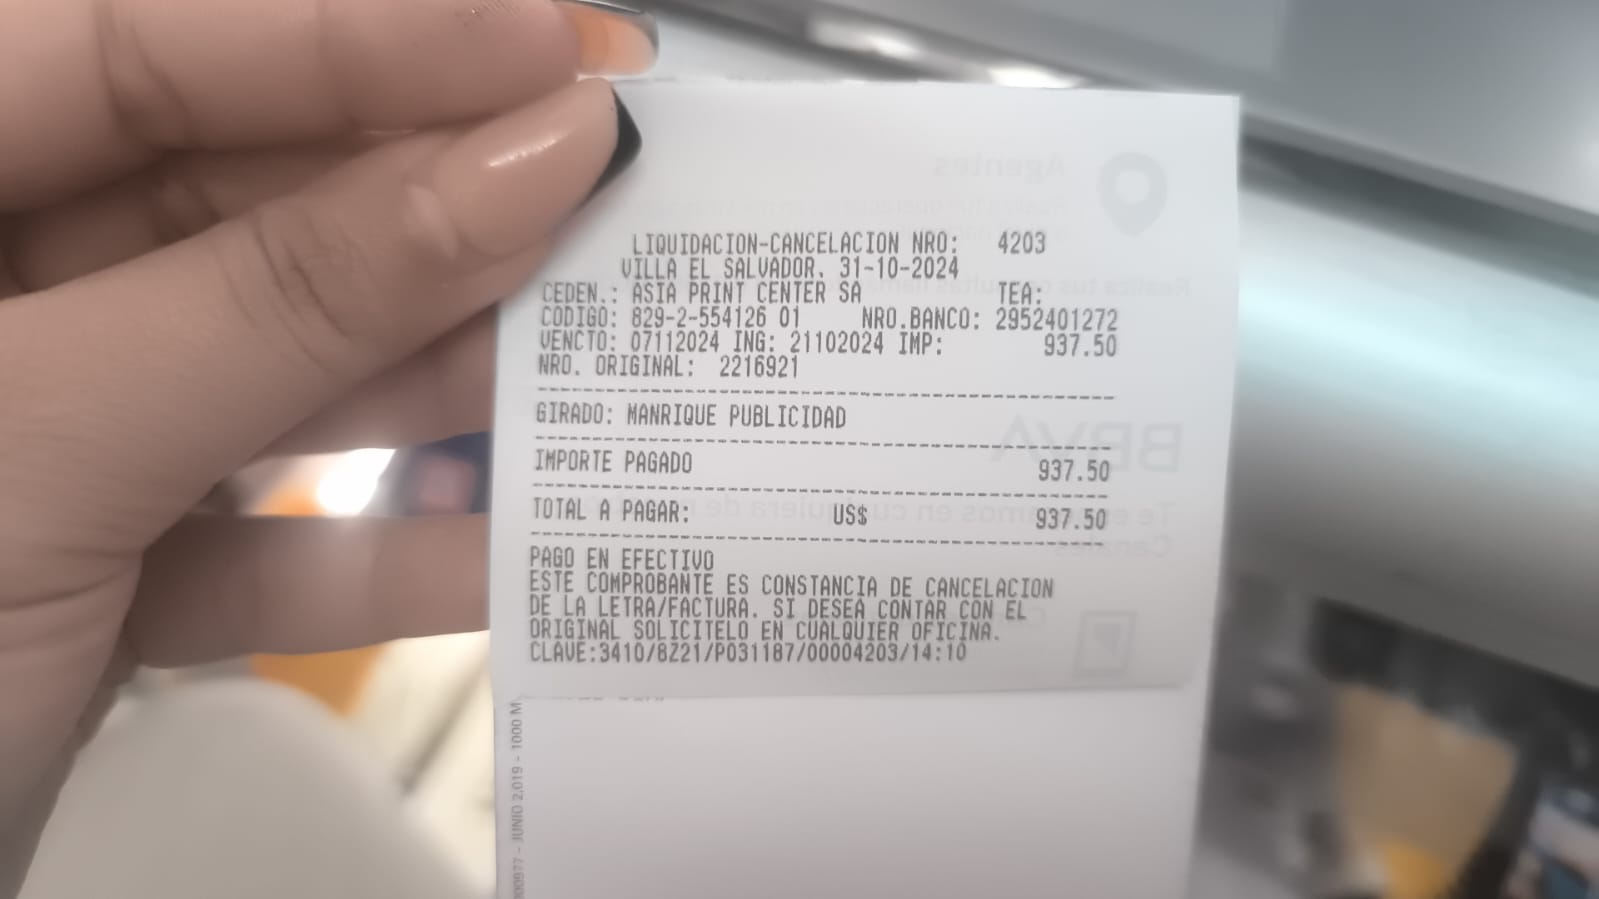 LIQUIDACION-CANCELACION NRO: 4203
VILLA EL SALVADOR. 31-10-2024
CEDEN.: ASIA PRINT CENTER SA TEA:
CODIGO: 829-2-554126 01 NRO.BANCO: 2952401272
VENCTO: 07112024 ING: 21102024 IMP: 937.50
NRO. ORIGINAL: 2216921
GIRADO: MANRIQUE PUBLICIDAD
IMPORTE PAGADO 937.50
TOTAL A PAGAR: US$ 937.50
PAGO EN EFECTIVO
ESTE COMPROBANTE ES CONSTANCIA DE CANCELACION
DE LA LETRA/FACTURA. SI DESEA CONTAR CON EL
ORIGINAL SOLICITELO EN CUALQUIER OFICINA.
CLAVE:3410/8Z21/P031187/00004203/14:10
- JUNIO 2,019 - 1000 M
Agentes
BBVA